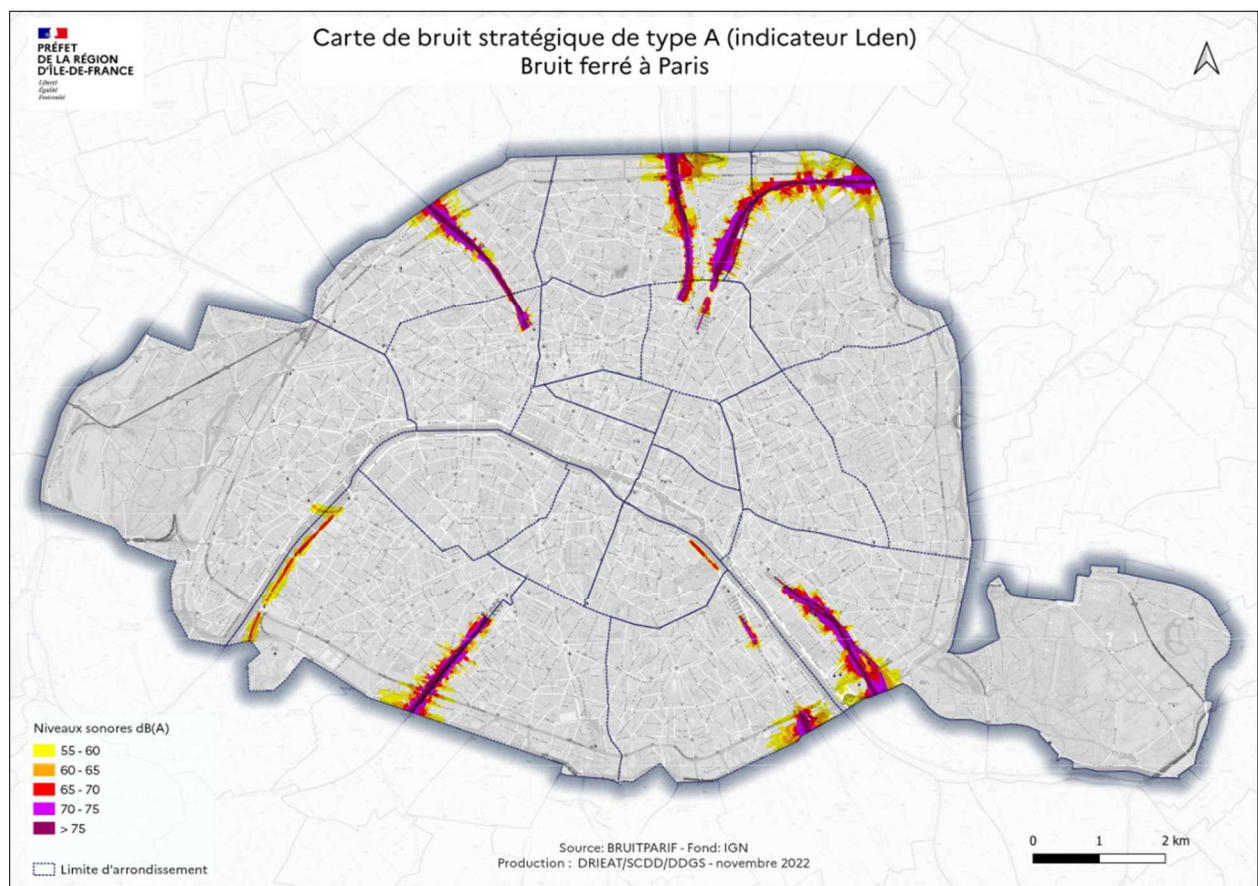 PRÉFET
DE LA RÉGION
D'ÎLE-DE-FRANCE
Liberté
Égalité
Fraternité
Carte de bruit stratégique de type A (indicateur Lden)
Bruit ferré à Paris
Niveaux sonores dB(A)
55 - 60
60 - 65
65 - 70
70 - 75
> 75
Limite d'arrondissement
Source: BRUITPARIF - Fond: IGN
Production : DRIEAT/SCDD/DDGS - novembre 2022
0 1 2 km